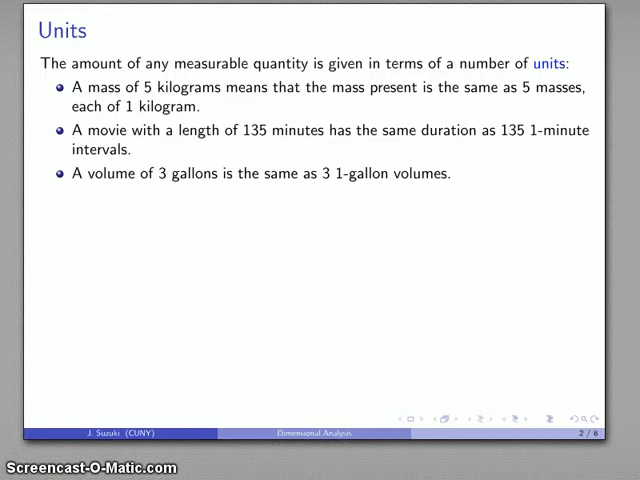 Units
The amount of any measurable quantity is given in terms of a number of units:
A mass of 5 kilograms means that the mass present is the same as 5 masses,
each of 1 kilogram.
A movie with a length of 135 minutes has the same duration as 135 1-minute
intervals.
A volume of 3 gallons is the same as 3 1-gallon volumes.
J. Suzuki (CUNY)
Dimensional Analysis
2 / 8
Screencast-O-Matic.com